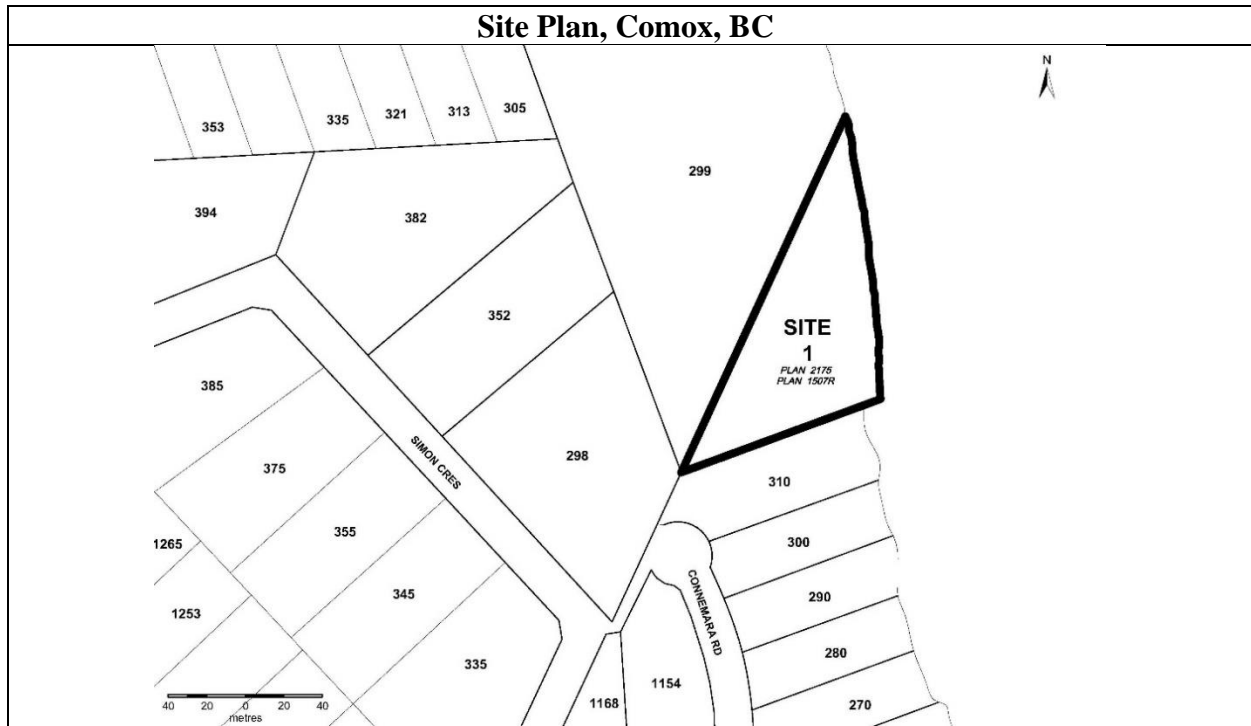 Site Plan, Comox, BC
N
353
335
321
313
305
299
394
382
352
SITE
1
PLAN 2175
PLAN 1507R
385
298
SIMON CRES
375
310
355
300
1265
CONNEMARA RD
345
290
1253
280
335
1154
1168
270
40 20 0 20 40
metres